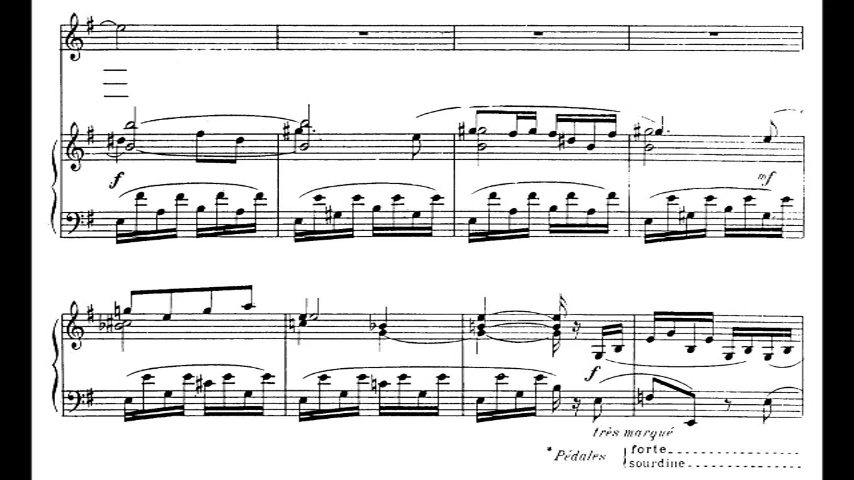 f
mf
f
très marqué
* Pédales forte
sourdine